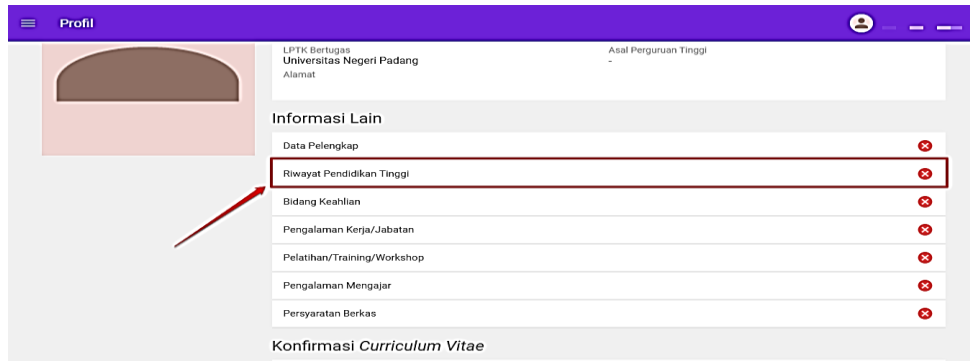 Profil
LPTK Bertugas
Universitas Negeri Padang
Alamat
Asal Perguruan Tinggi
-
Informasi Lain
Data Pelengkap
Riwayat Pendidikan Tinggi
Bidang Keahlian
Pengalaman Kerja/Jabatan
Pelatihan/Training/Workshop
Pengalaman Mengajar
Persyaratan Berkas
Konfirmasi Curriculum Vitae